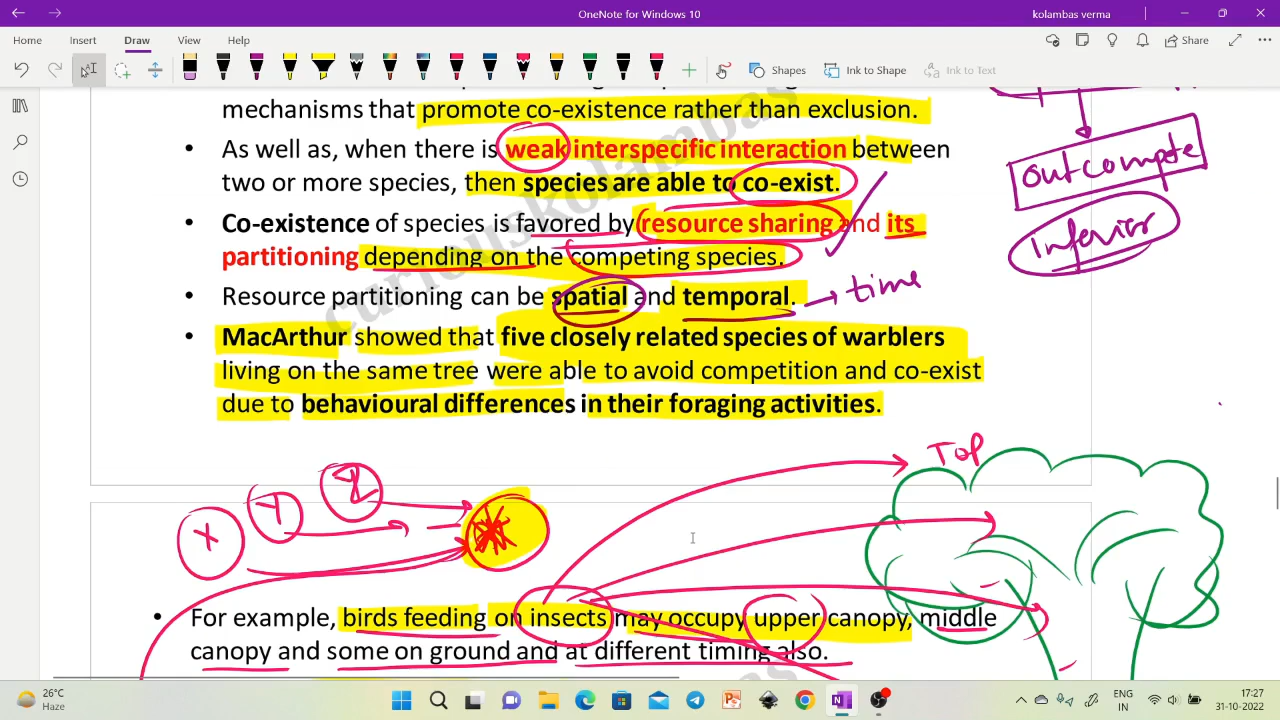 OneNote for Windows 10
kolambas verma
Home Insert Draw View Help
Share
Shapes Ink to Shape Ink to Text
mechanisms that promote co-existence rather than exclusion.
• As well as, when there is weak interspecific interaction between
two or more species, then species are able to co-exist.
• Co-existence of species is favored by resource sharing and its
partitioning depending on the competing species.
• Resource partitioning can be spatial and temporal.
→ time
outcompete
Inferior
• MacArthur showed that five closely related species of warblers
living on the same tree were able to avoid competition and co-exist
due to behavioural differences in their foraging activities.
curiouskolambas
Top
X Y
• For example, birds feeding on insects may occupy upper canopy, middle
canopy and some on ground and at different timing also.
26°C
Haze
ENG
IN
17:27
31-10-2022